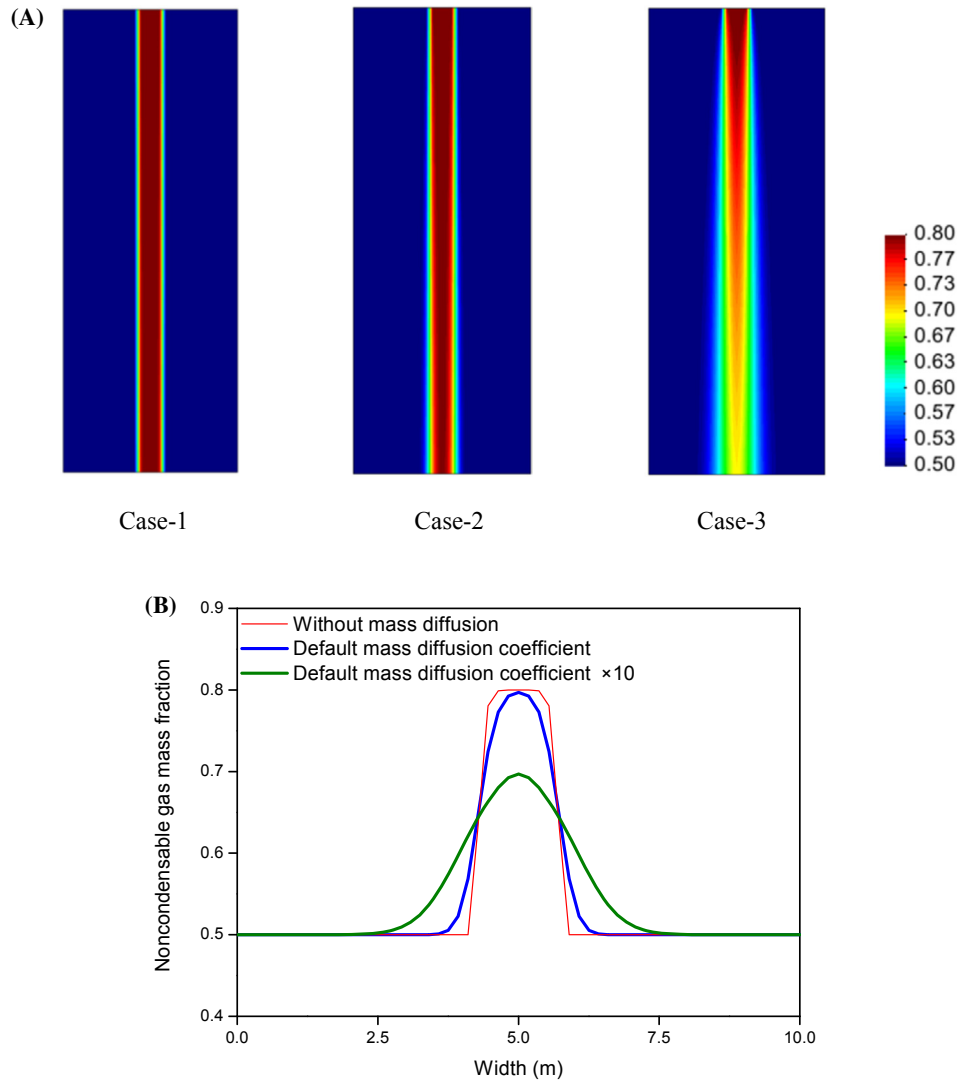 (A)
0.80
0.77
0.73
0.70
0.67
0.63
0.60
0.57
0.53
0.50
Case-1
Case-2
Case-3
(B)
0.9
0.8
0.7
0.6
0.5
0.4
Noncondensable gas mass fraction
Without mass diffusion
Default mass diffusion coefficient
Default mass diffusion coefficient ×10
0.0
2.5
5.0
7.5
10.0
Width (m)